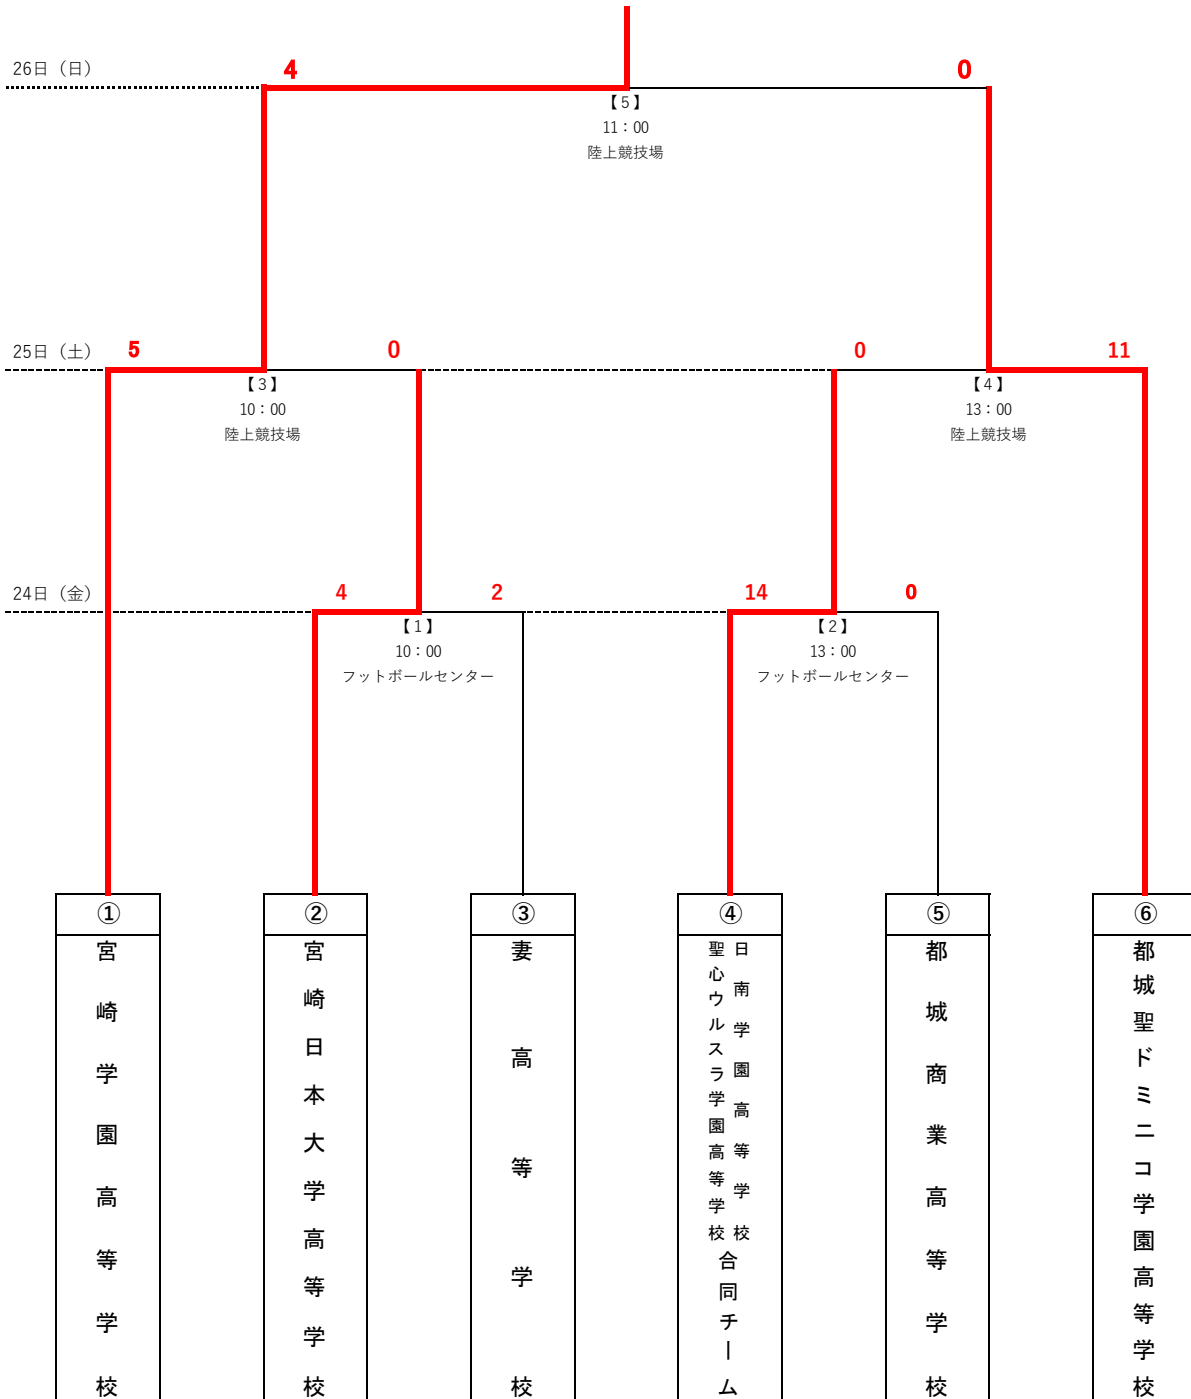 26日（日）
4
0
【5】
11：00
陸上競技場
25日（土）
5
0
0
11
【3】
10：00
陸上競技場
【4】
13：00
陸上競技場
24日（金）
4
2
14
0
【1】
10：00
フットボールセンター
【2】
13：00
フットボールセンター
①
宮崎学園高等学校
②
宮崎日本大学高等学校
③
妻高等学校
④
日南学園高等学校
聖心ウルスラ学園高等学校
合同チーム
⑤
都城商業高等学校
⑥
都城聖ドミニコ学園高等学校